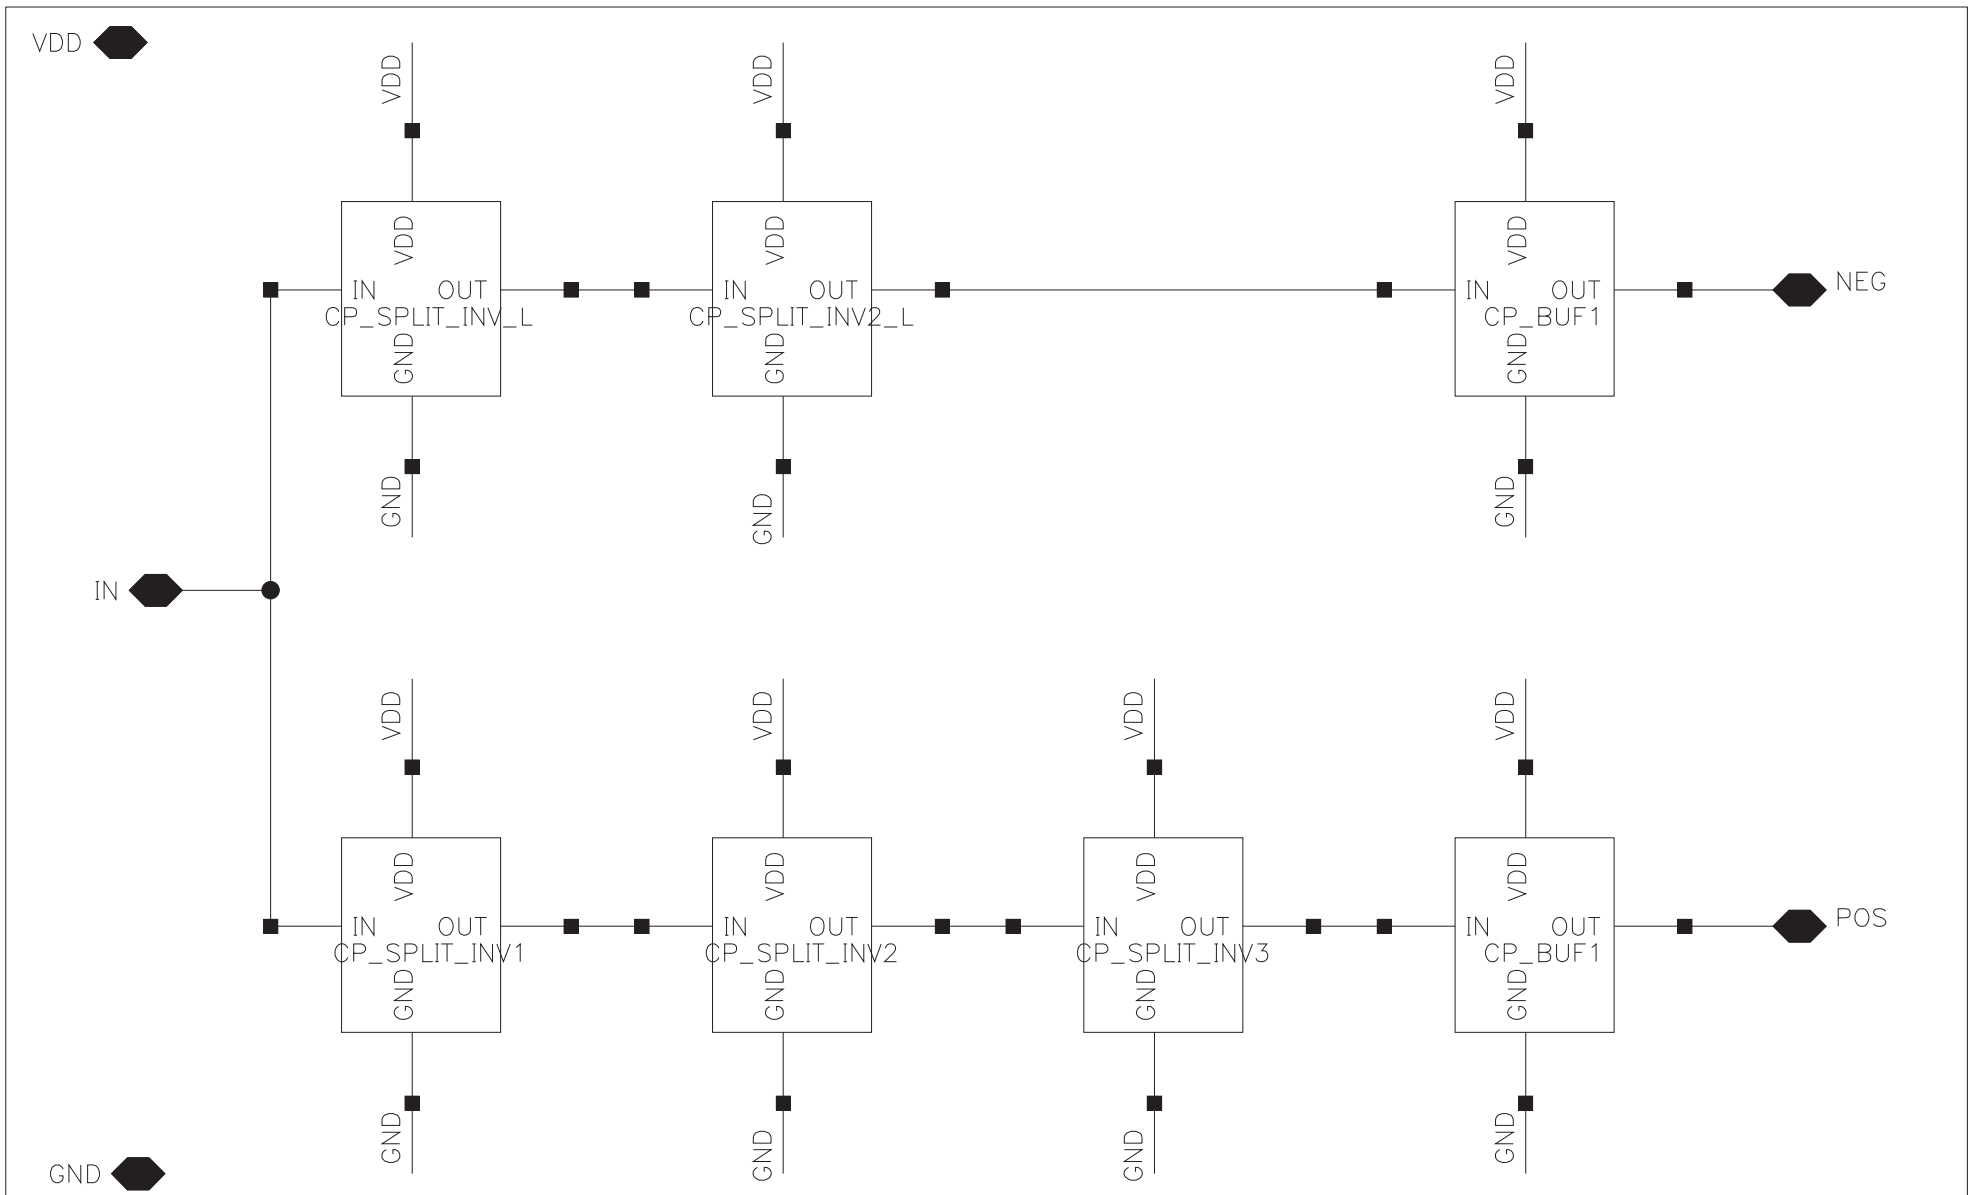 VDD
VDD
VDD
VDD
VDD
VDD
VDD
IN OUT
IN OUT
IN OUT
NEG
CP_SPLIT_INV_L
CP_SPLIT_INV2_L
CP_BUF1
GND
GND
GND
GND
GND
GND
IN
VDD
VDD
VDD
VDD
VDD
VDD
VDD
VDD
IN OUT
IN OUT
IN OUT
IN OUT
POS
CP_SPLIT_INV1
CP_SPLIT_INV2
CP_SPLIT_INV3
CP_BUF1
GND
GND
GND
GND
GND
GND
GND
GND
GND